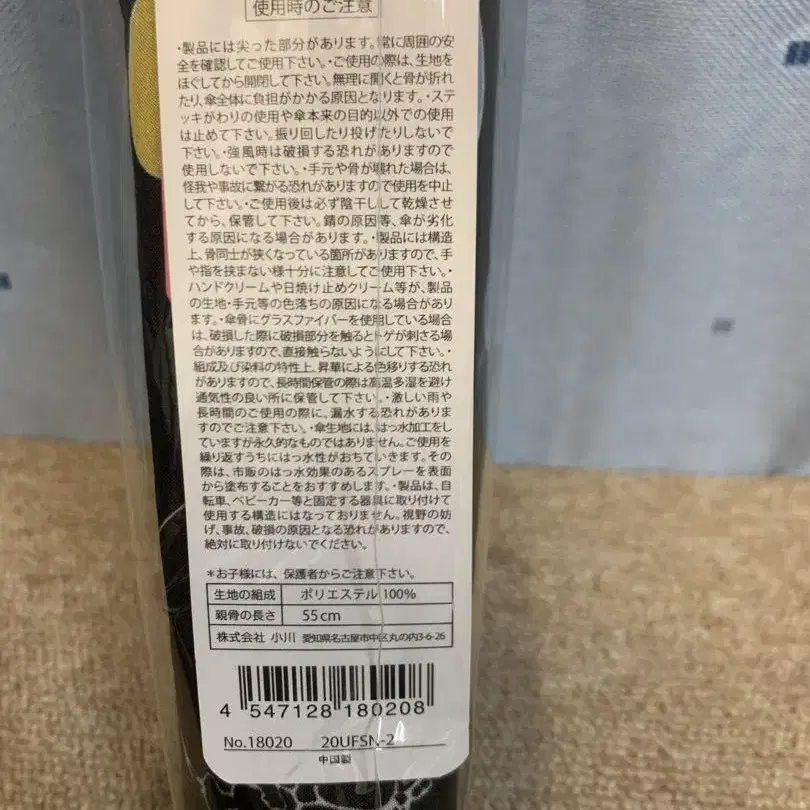 使用時のご注意
・製品には尖った部分があります。常に周囲の安
全を確認してご使用下さい。・ご使用の際は、生地を
ほぐしてから開閉して下さい。無理に開くと骨が折れ
たり、傘全体に負担がかかる原因となります。・ステ
ッキがわりの使用や傘本来の目的以外での使用
は止めて下さい。振り回したり投げたりしないで
下さい。・強風時は破損する恐れがありますので
使用しないで下さい。・手元や骨が壊れた場合は、
怪我や事故に繋がる恐れがありますので使用を中止
して下さい。・ご使用後は必ず陰干しして乾燥させ
てから、保管して下さい。錆の原因等、傘が劣化
する原因になる場合があります。・製品には構造
上、骨同士が狭くなっている箇所がありますので、手
や指を挟まない様十分に注意してご使用下さい。・
ハンドクリームや日焼け止めクリーム等が、製品
の生地・手元等の色落ちの原因になる場合があり
ます。・傘骨にグラスファイバーを使用している場合
は、破損した際に破損部分を触るとトゲが刺さる場
合がありますので、直接触らないようにして下さい。・
組成及び染料の特性上、昇華による色移りする恐れ
がありますので、長時間保管の際は高温多湿を避け
通気性の良い所に保管して下さい。・激しい雨や
長時間のご使用の際に、漏水する恐れがありま
すのでご注意下さい。・傘生地には、はっ水加工をし
ていますが永久的なものではありません。ご使用を
繰り返すうちにはっ水性がおちていきます。その
際は、市販のはっ水効果のあるスプレーを表面
から塗布することをおすすめします。・製品は、自
転車、ベビーカー等と固定する器具に取り付けて
使用する構造にはなっておりません。視野の妨
げ、事故、破損の原因となる恐れがありますので、
絶対に取り付けないでください。
*お子様には、保護者からご注意下さい。
生地の組成 ポリエステル 100%
親骨の長さ 55cm
株式会社 小川 愛知県名古屋市中区丸の内3-6-26
4 547128 180208
No.18020 20UFSN-2
中国製